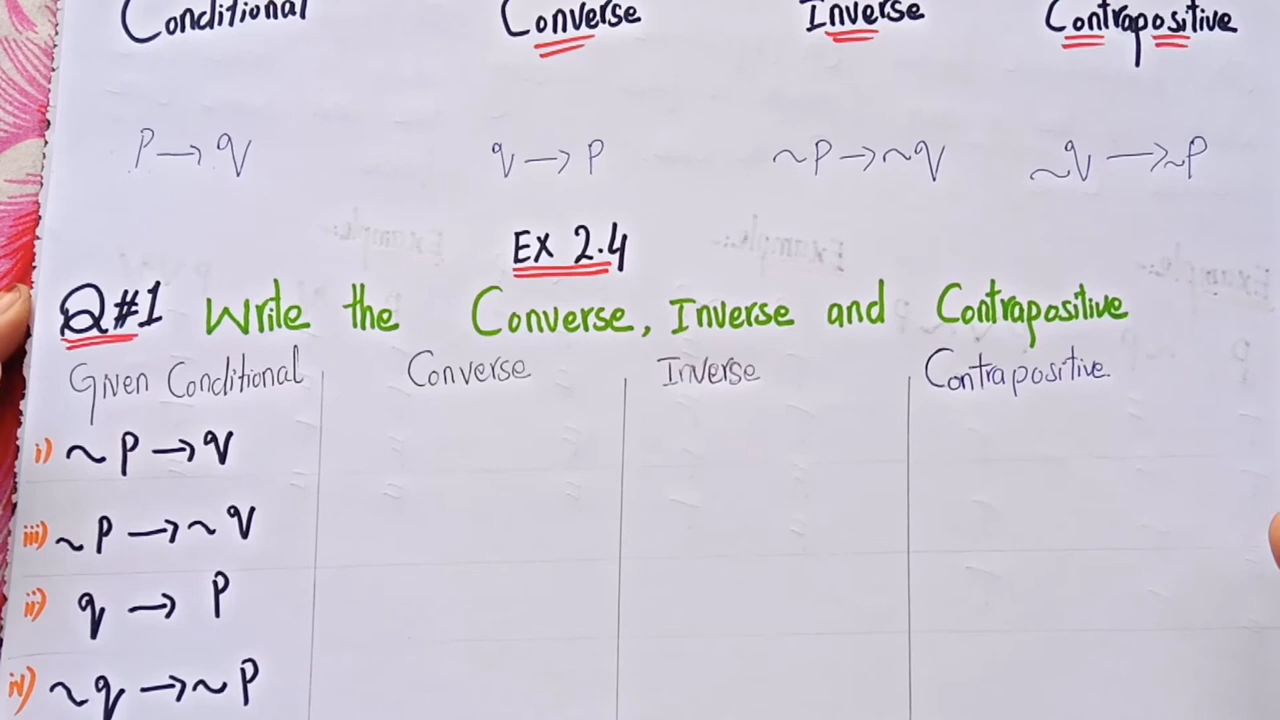 Conditional Converse Inverse Contrapositive
P → q q → P ~P → ~q ~q → ~P
Ex 2.4
Q#1 Write the Converse, Inverse and Contrapositive
Given Conditional Converse Inverse Contrapositive
i) ~P → q
iii) ~P → ~q
ii) q → P
iv) ~q → ~P